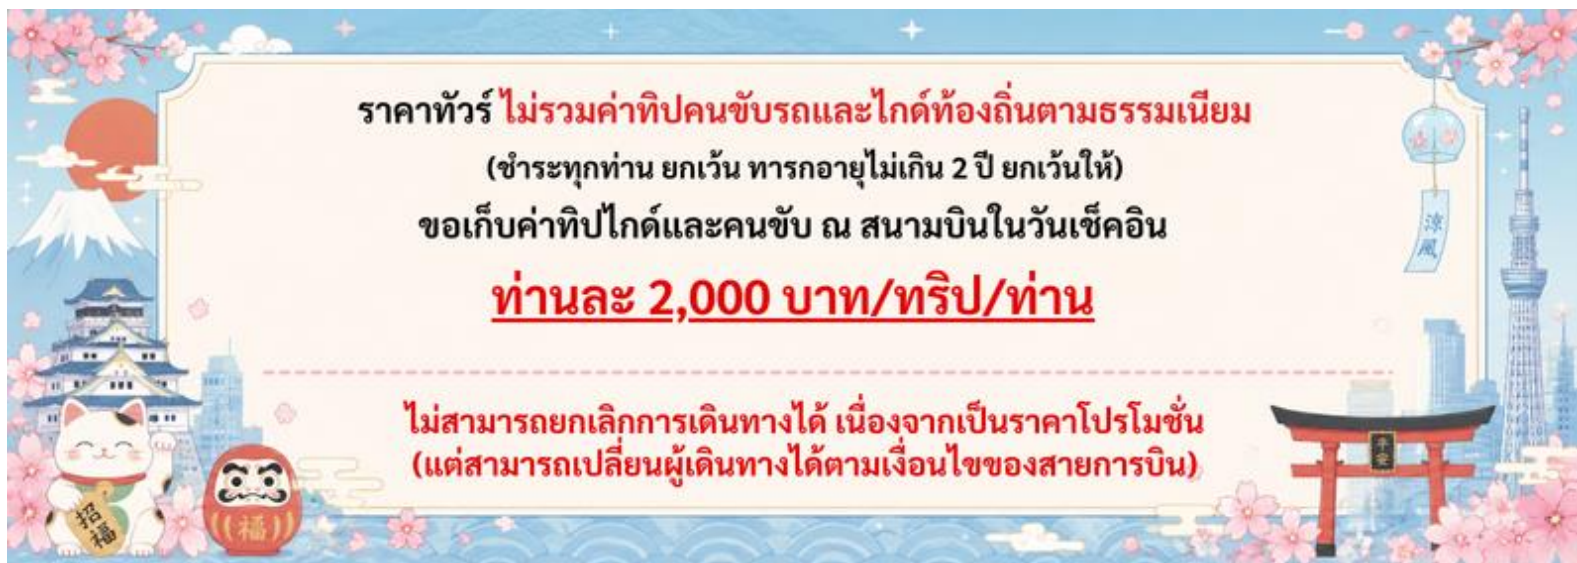 ราคาทัวร์ ไม่รวมค่าทิปคนขับรถและไกด์ท้องถิ่นตามธรรมเนียม
(ชำระทุกท่าน ยกเว้น ทารกอายุไม่เกิน 2 ปี ยกเว้นให้)
ขอเก็บค่าทิปไกด์และคนขับ ณ สนามบินในวันเช็คอิน
ท่านละ 2,000 บาท/ทริป/ท่าน
ไม่สามารถยกเลิกการเดินทางได้ เนื่องจากเป็นราคาโปรโมชั่น
(แต่สามารถเปลี่ยนผู้เดินทางได้ตามเงื่อนไขของสายการบิน)
涼風
平安
招福
福